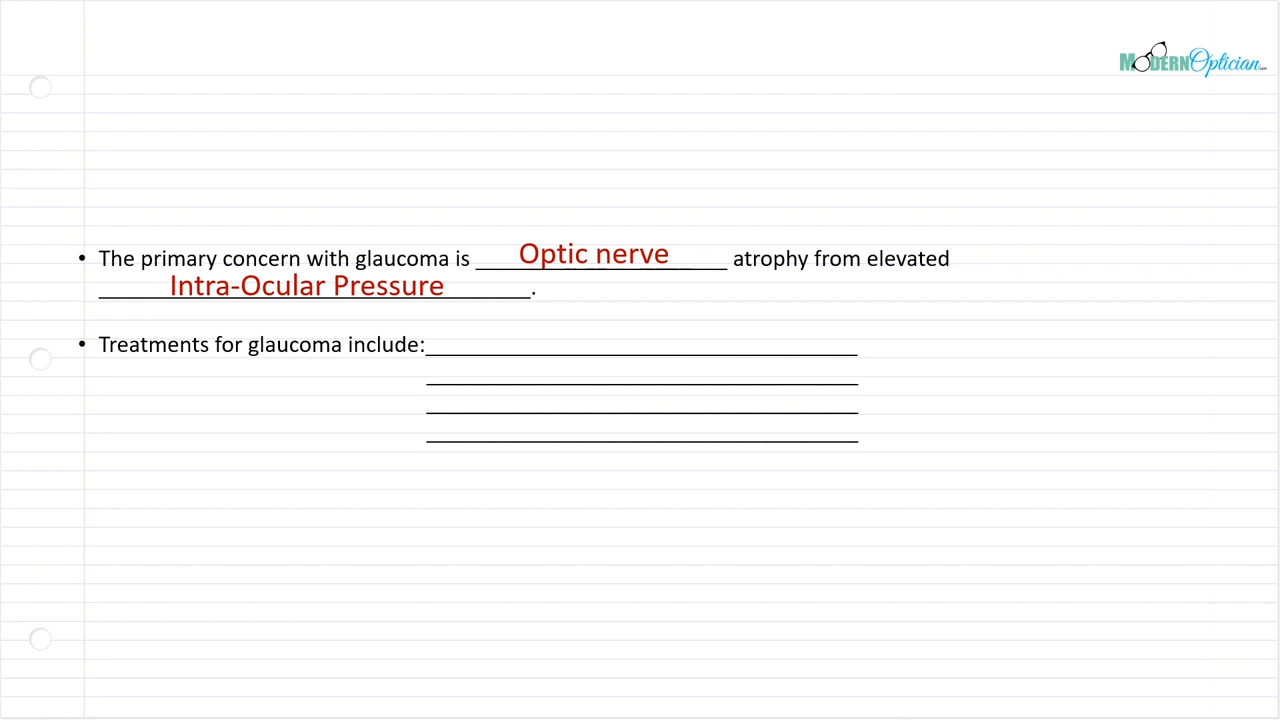 MODERNOptician.com
• The primary concern with glaucoma is Optic nerve atrophy from elevated
Intra-Ocular Pressure.
• Treatments for glaucoma include: